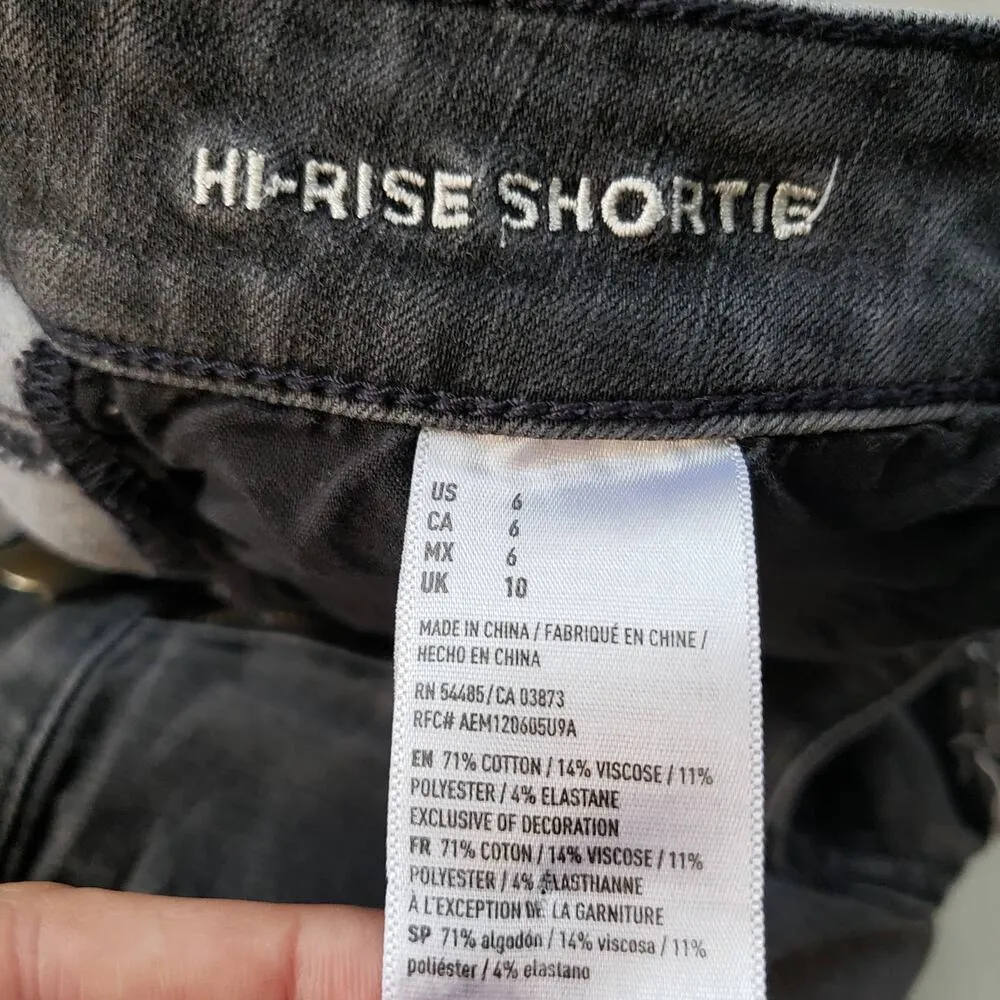 HI-RISE SHORTIE
US 6
CA 6
MX 6
UK 10
MADE IN CHINA / FABRIQUÉ EN CHINE /
HECHO EN CHINA
RN 54485/CA 03873
RFC# AEM120605U9A
EN 71% COTTON / 14% VISCOSE / 11%
POLYESTER / 4% ELASTANE
EXCLUSIVE OF DECORATION
FR 71% COTON / 14% VISCOSE / 11%
POLYESTER / 4% ÉLASTHANNE
À L'EXCEPTION DE LA GARNITURE
SP 71% algodón / 14% viscosa / 11%
poliéster / 4% elastano